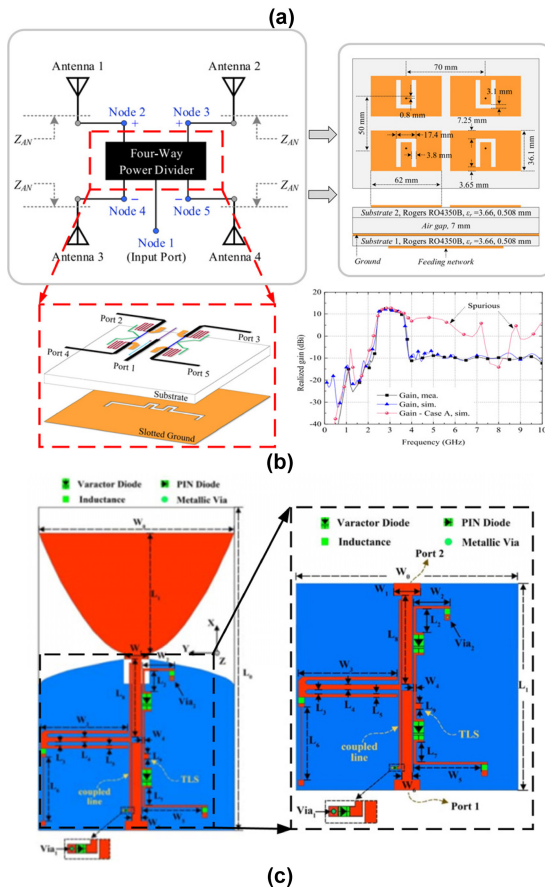 (a)
Antenna 1
Antenna 2
Node 2
Node 3
+
+
Z_AN
Z_AN
Four-Way
Power Divider
Z_AN
Z_AN
Node 4
−
−
Node 5
Node 1
(Input Port)
Antenna 3
Antenna 4
70 mm
3.1 mm
50 mm
0.8 mm
7.25 mm
17.4 mm
36.1 mm
3.8 mm
62 mm
3.65 mm
Substrate 2, Rogers RO4350B, ε_r =3.66, 0.508 mm
Air gap, 7 mm
Substrate 1, Rogers RO4350B, ε_r =3.66, 0.508 mm
Ground
Feeding network
Port 2
Port 3
Port 4
Port 1
Port 5
Substrate
Slotted Ground
Realized gain (dBi)
20
10
0
-10
-20
-30
-40
Spurious
Gain, mea.
Gain, sim.
Gain - Case A, sim.
0 1 2 3 4 5 6 7 8 9 10
Frequency (GHz)
(b)
Varactor Diode
PIN Diode
Inductance
Metallic Via
coupled
line
TLS
Via₂
Via₁
Varactor Diode
PIN Diode
Inductance
Metallic Via
Port 2
Via₂
coupled
line
TLS
Port 1
Via₁
(c)